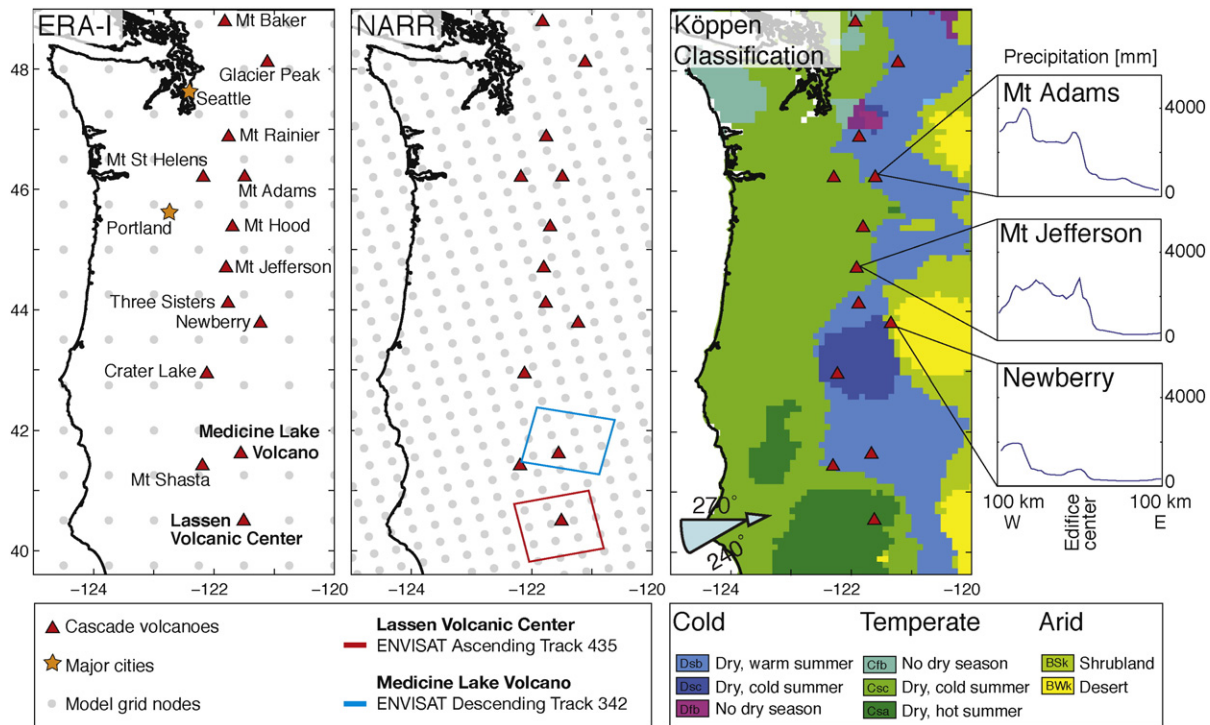 ERA-I
Mt Baker
48
Glacier Peak
Seattle
Mt Rainier
Mt St Helens
46
Mt Adams
Portland
Mt Hood
Mt Jefferson
44
Three Sisters
Newberry
Crater Lake
42
Medicine Lake
Volcano
Mt Shasta
Lassen
Volcanic Center
40
−124
−122
−120
NARR
−124
−122
−120
Köppen
Classification
270°
240°
−124
−122
−120
Precipitation [mm]
Mt Adams
4000
0
Mt Jefferson
4000
0
Newberry
4000
0
100 km
W
Edifice
center
100 km
E
Cascade volcanoes
Major cities
Model grid nodes
Lassen Volcanic Center
ENVISAT Ascending Track 435
Medicine Lake Volcano
ENVISAT Descending Track 342
Cold
Dsb Dry, warm summer
Dsc Dry, cold summer
Dfb No dry season
Temperate
Cfb No dry season
Csc Dry, cold summer
Csa Dry, hot summer
Arid
BSk Shrubland
BWk Desert